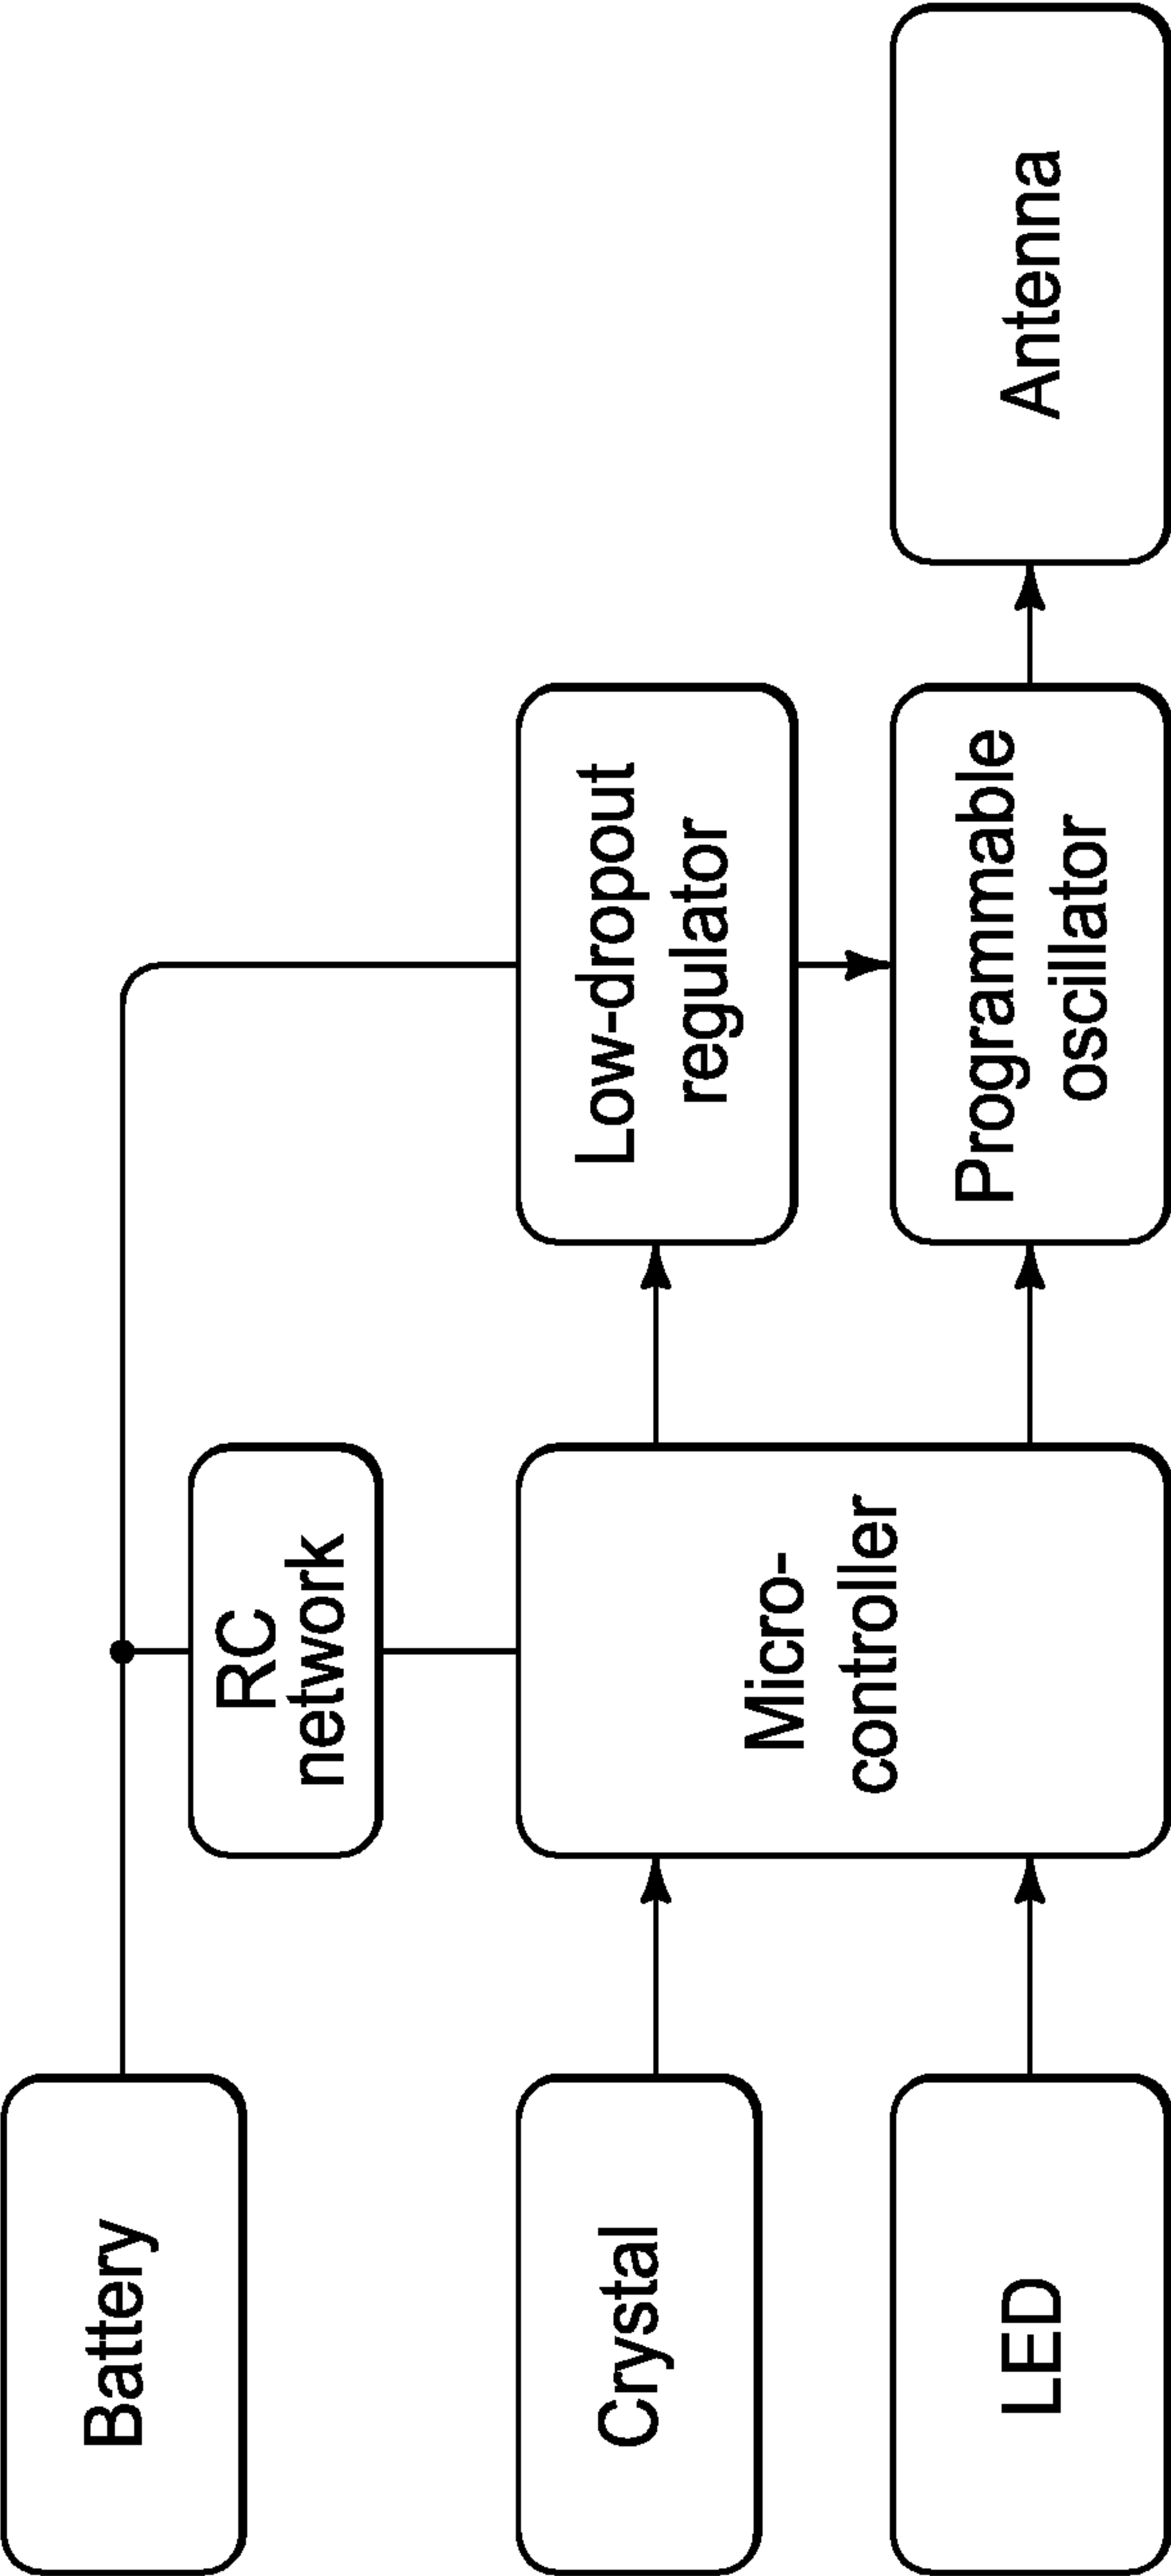 Battery
RC
network
Crystal
Micro-
controller
Low-dropout
regulator
LED
Programmable
oscillator
Antenna